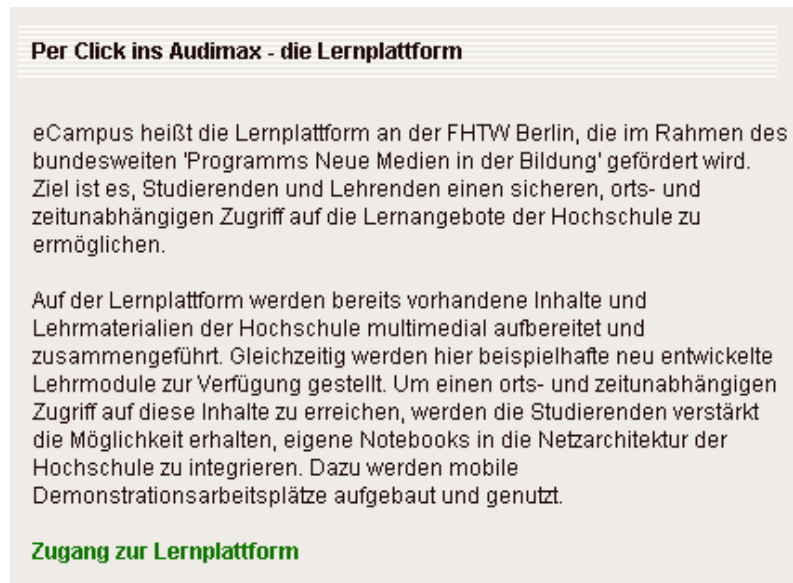 Per Click ins Audimax - die Lernplattform
eCampus heißt die Lernplattform an der FHTW Berlin, die im Rahmen des
bundesweiten 'Programms Neue Medien in der Bildung' gefördert wird.
Ziel ist es, Studierenden und Lehrenden einen sicheren, orts- und
zeitunabhängigen Zugriff auf die Lernangebote der Hochschule zu
ermöglichen.
Auf der Lernplattform werden bereits vorhandene Inhalte und
Lehrmaterialien der Hochschule multimedial aufbereitet und
zusammengeführt. Gleichzeitig werden hier beispielhafte neu entwickelte
Lehrmodule zur Verfügung gestellt. Um einen orts- und zeitunabhängigen
Zugriff auf diese Inhalte zu erreichen, werden die Studierenden verstärkt
die Möglichkeit erhalten, eigene Notebooks in die Netzarchitektur der
Hochschule zu integrieren. Dazu werden mobile
Demonstrationsarbeitsplätze aufgebaut und genutzt.
Zugang zur Lernplattform